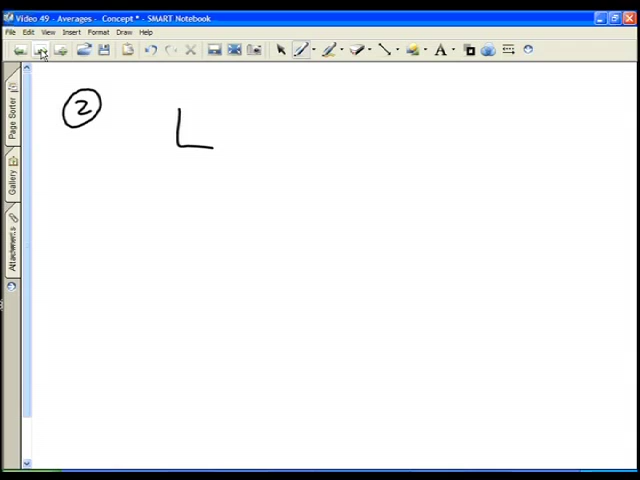 Video 49 - Averages - Concept * - SMART Notebook
File Edit View Insert Format Draw Help
A
Page Sorter
Gallery
Attachments
2
L